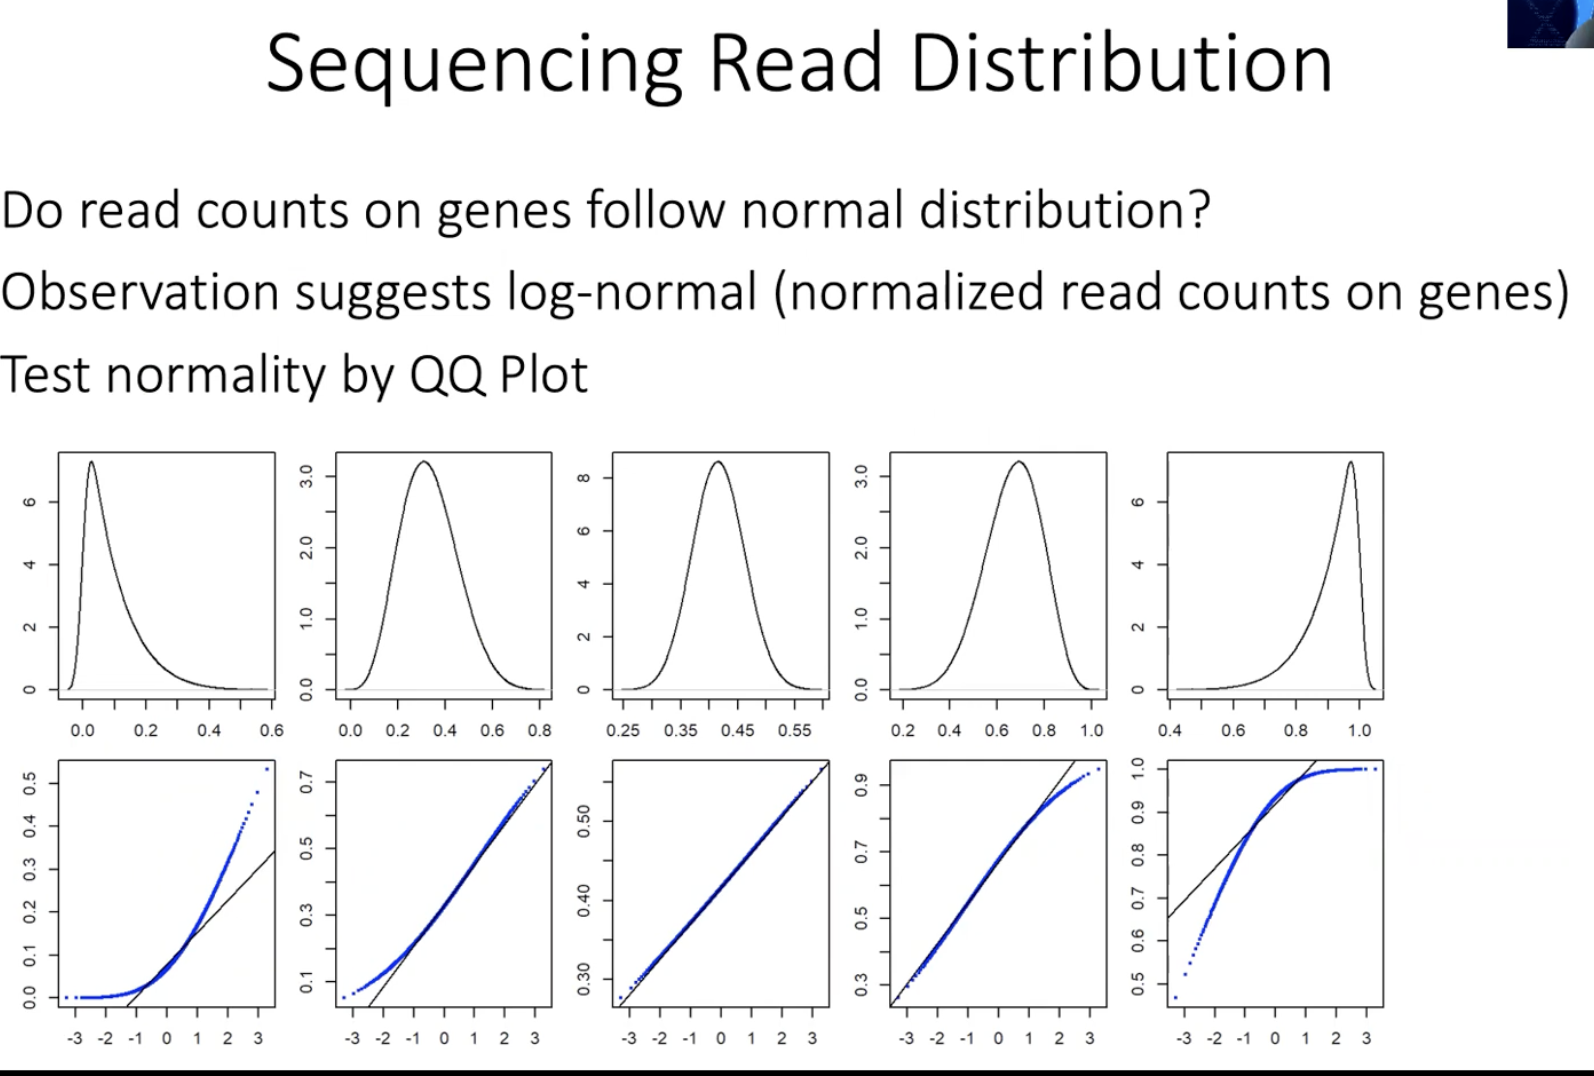 Sequencing Read Distribution
Do read counts on genes follow normal distribution?
Observation suggests log-normal (normalized read counts on genes)
Test normality by QQ Plot
0 2 4 6
0.0 0.2 0.4 0.6
0.0 1.0 2.0 3.0
0.0 0.2 0.4 0.6 0.8
0 2 4 6 8
0.25 0.35 0.45 0.55
0.0 1.0 2.0 3.0
0.2 0.4 0.6 0.8 1.0
0 2 4 6
0.4 0.6 0.8 1.0
0.0 0.1 0.2 0.3 0.4 0.5
-3 -2 -1 0 1 2 3
0.1 0.3 0.5 0.7
-3 -2 -1 0 1 2 3
0.30 0.40 0.50
-3 -2 -1 0 1 2 3
0.3 0.5 0.7 0.9
-3 -2 -1 0 1 2 3
0.5 0.6 0.7 0.8 0.9 1.0
-3 -2 -1 0 1 2 3